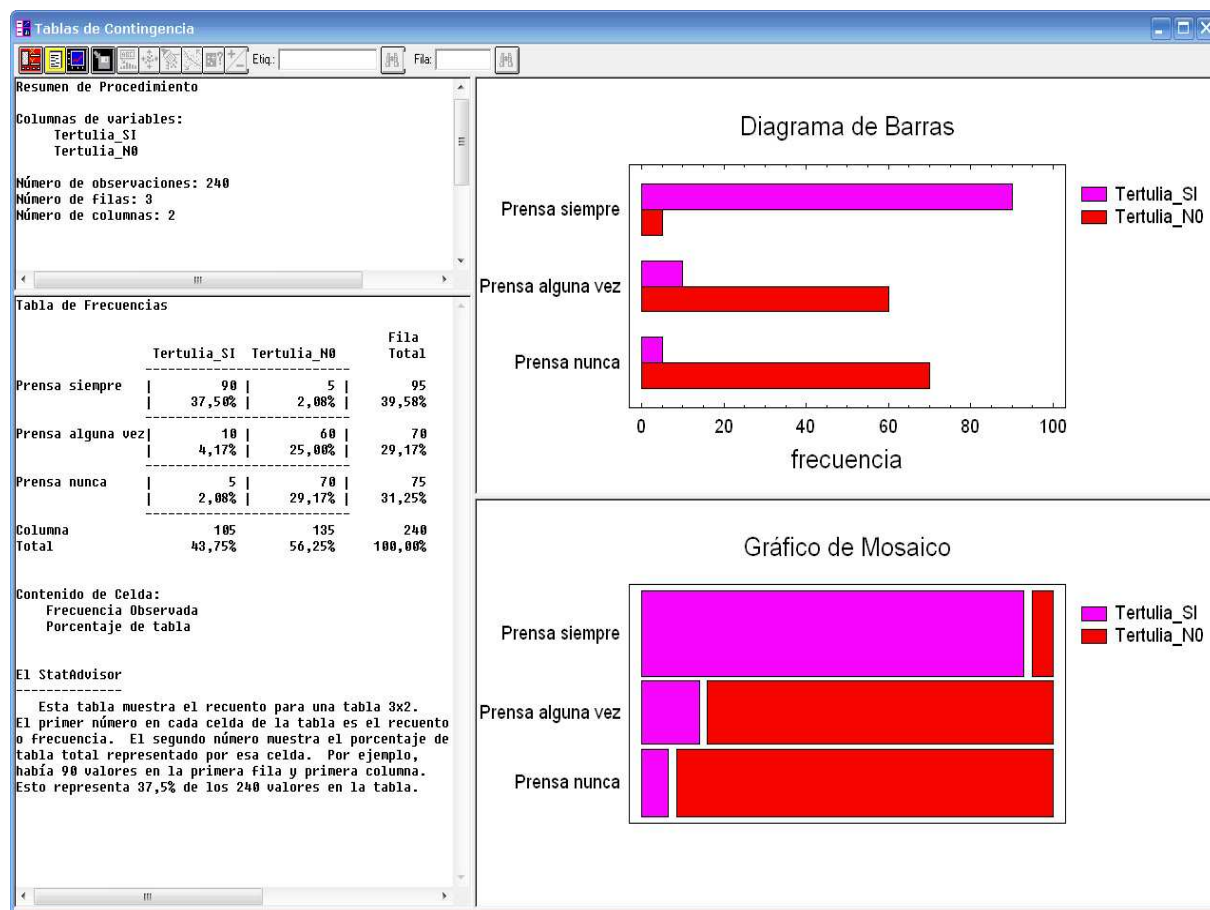 Tablas de Contingencia
Etiq.: Fila:
Resumen de Procedimiento
Columnas de variables:
Tertulia_SI
Tertulia_N0
Número de observaciones: 240
Número de filas: 3
Número de columnas: 2
Tabla de Frecuencias
Fila
Tertulia_SI Tertulia_N0 Total
Prensa siempre | 90 | 5 | 95
| 37,50% | 2,08% | 39,58%
Prensa alguna vez| 10 | 60 | 70
| 4,17% | 25,00% | 29,17%
Prensa nunca | 5 | 70 | 75
| 2,08% | 29,17% | 31,25%
Columna 105 135 240
Total 43,75% 56,25% 100,00%
Contenido de Celda:
Frecuencia Observada
Porcentaje de tabla
El StatAdvisor
--------------
Esta tabla muestra el recuento para una tabla 3x2.
El primer número en cada celda de la tabla es el recuento
o frecuencia. El segundo número muestra el porcentaje de
tabla total representado por esa celda. Por ejemplo,
había 90 valores en la primera fila y primera columna.
Esto representa 37,5% de los 240 valores en la tabla.
Diagrama de Barras
Prensa siempre
Prensa alguna vez
Prensa nunca
0 20 40 60 80 100
frecuencia
Tertulia_SI
Tertulia_N0
Gráfico de Mosaico
Prensa siempre
Prensa alguna vez
Prensa nunca
Tertulia_SI
Tertulia_N0